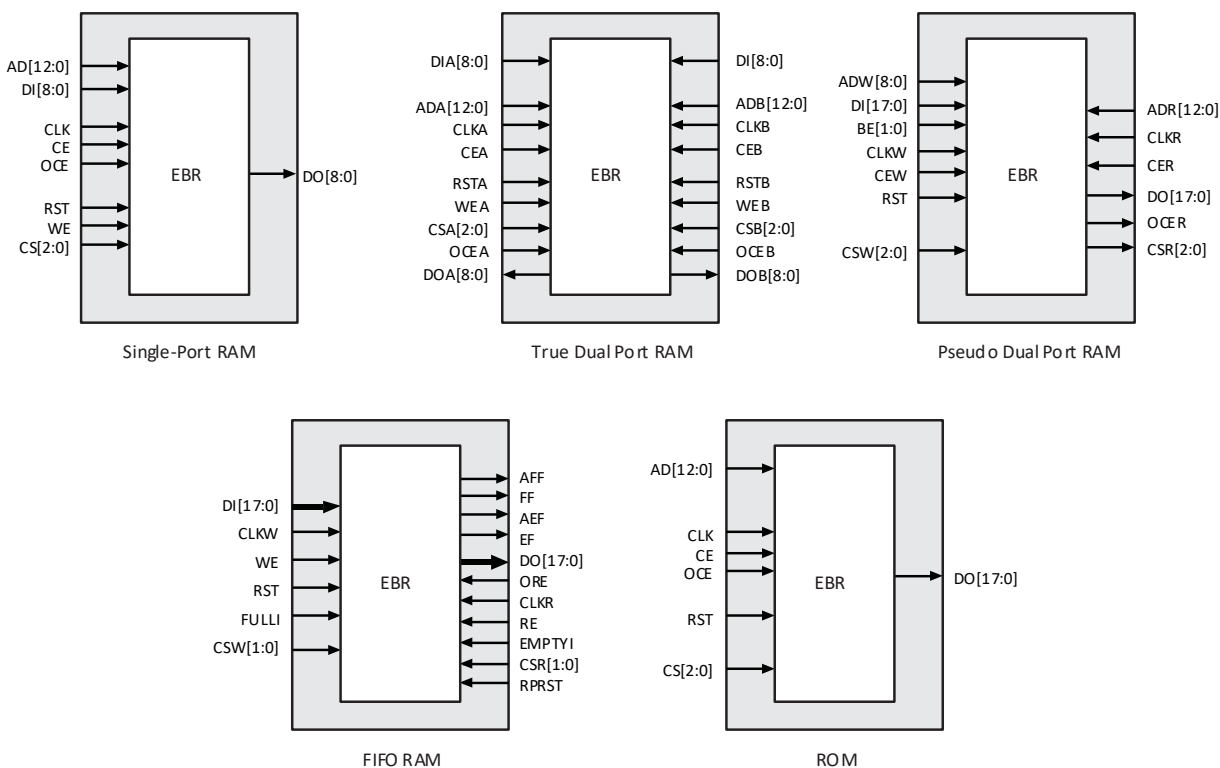 AD[12:0]
DI[8:0]
CLK
CE
OCE
RST
WE
CS[2:0]
EBR
DO[8:0]
Single-Port RAM
DIA[8:0]
ADA[12:0]
CLKA
CEA
RSTA
WEA
CSA[2:0]
OCEA
DOA[8:0]
EBR
DI[8:0]
ADB[12:0]
CLKB
CEB
RSTB
WEB
CSB[2:0]
OCEB
DOB[8:0]
True Dual Port RAM
ADW[8:0]
DI[17:0]
BE[1:0]
CLKW
CEW
RST
CSW[2:0]
EBR
ADR[12:0]
CLKR
CER
DO[17:0]
OCER
CSR[2:0]
Pseudo Dual Port RAM
DI[17:0]
CLKW
WE
RST
FULLI
CSW[1:0]
EBR
AFF
FF
AEF
EF
DO[17:0]
ORE
CLKR
RE
EMPTYI
CSR[1:0]
RPRST
FIFO RAM
AD[12:0]
CLK
CE
OCE
RST
CS[2:0]
EBR
DO[17:0]
ROM